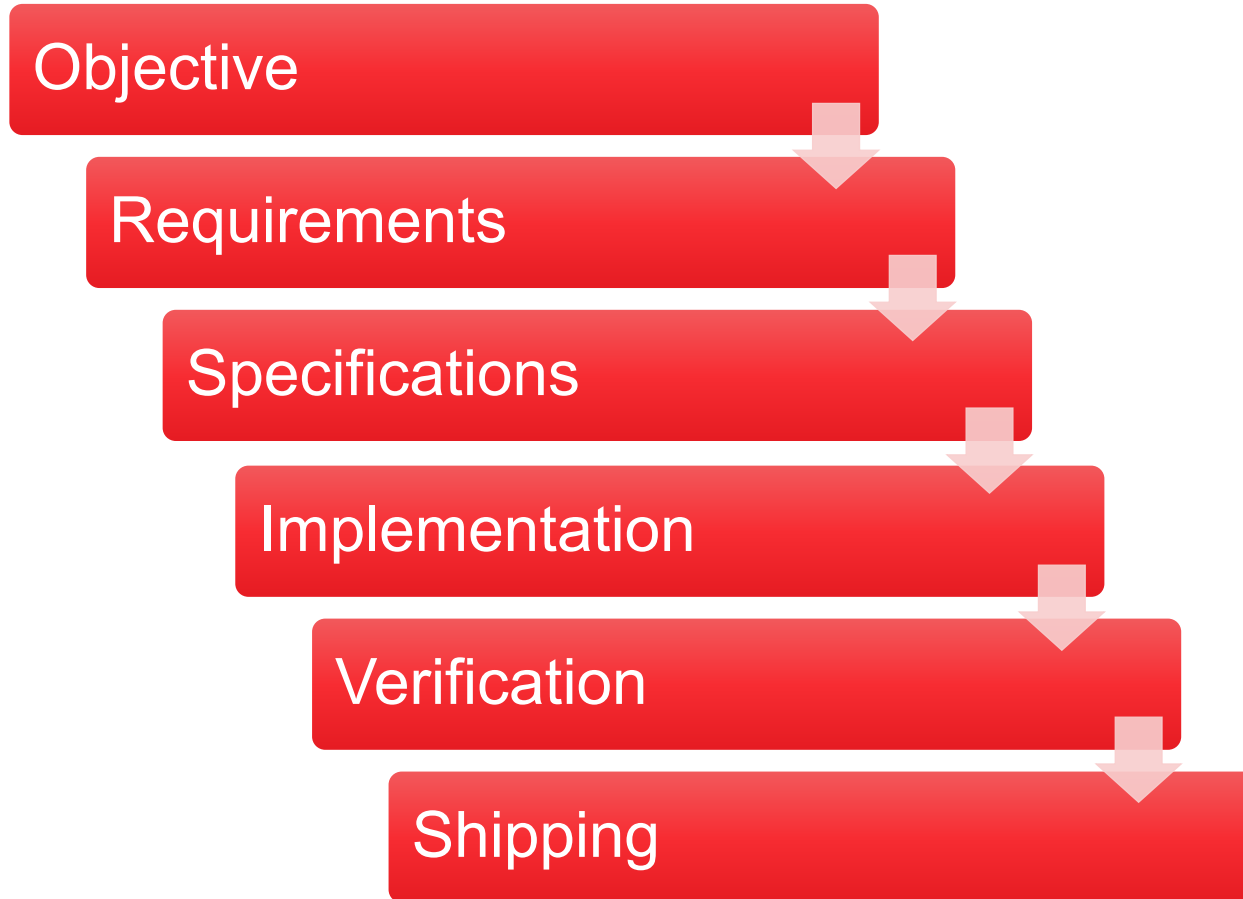 Objective
Requirements
Specifications
Implementation
Verification
Shipping